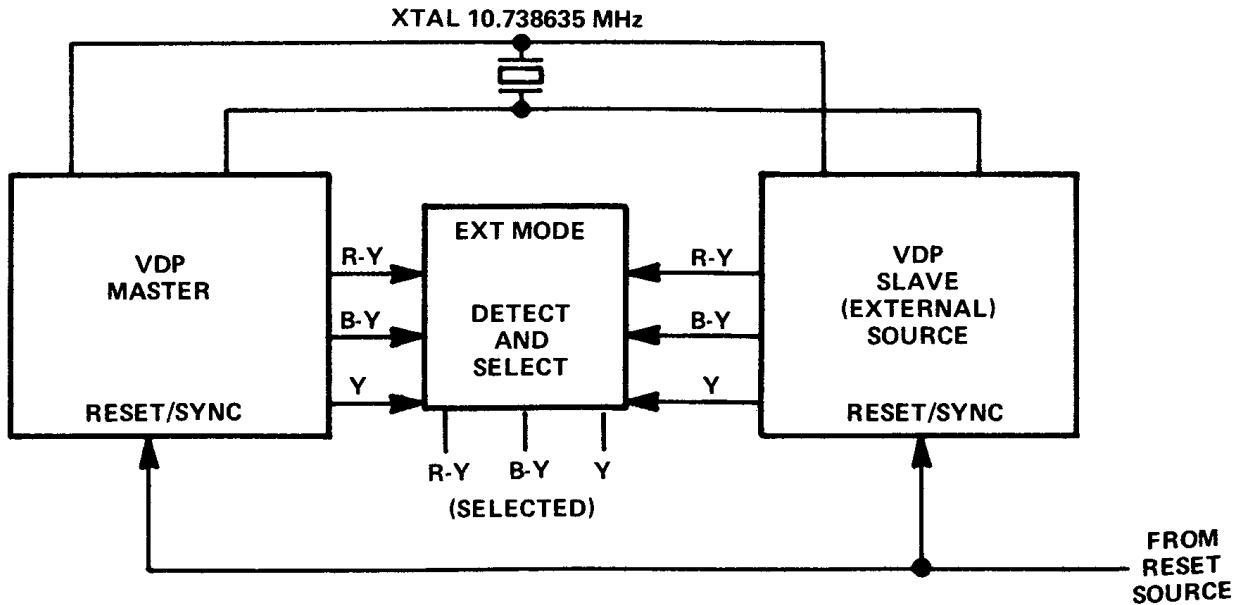 XTAL 10.738635 MHz
VDP
MASTER
RESET/SYNC
R-Y
B-Y
Y
EXT MODE
DETECT
AND
SELECT
R-Y
B-Y
Y
VDP
SLAVE
(EXTERNAL)
SOURCE
RESET/SYNC
R-Y B-Y Y
(SELECTED)
FROM
RESET
SOURCE